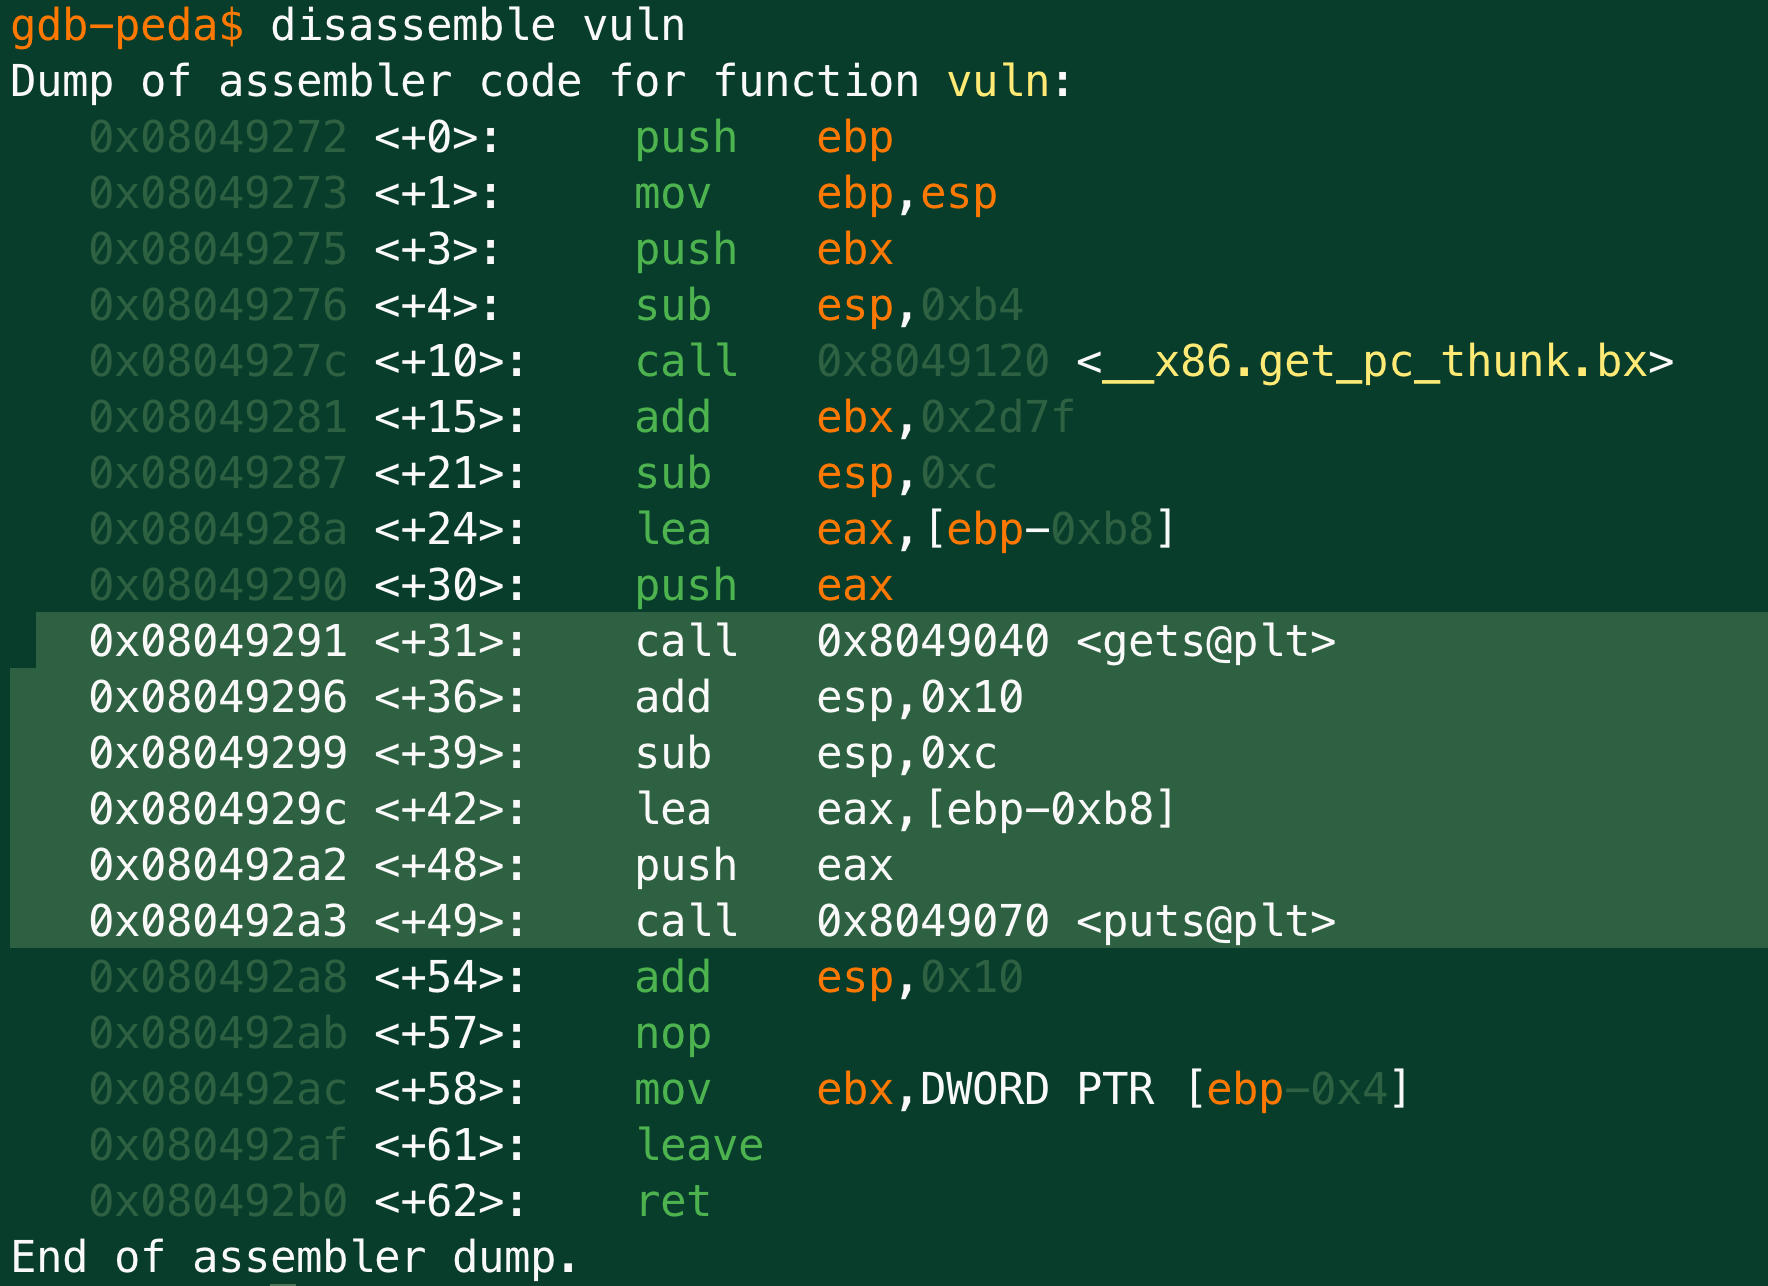 gdb-peda$ disassemble vuln
Dump of assembler code for function vuln:
   0x08049272 <+0>:     push   ebp
   0x08049273 <+1>:     mov    ebp,esp
   0x08049275 <+3>:     push   ebx
   0x08049276 <+4>:     sub    esp,0xb4
   0x0804927c <+10>:    call   0x8049120 <__x86.get_pc_thunk.bx>
   0x08049281 <+15>:    add    ebx,0x2d7f
   0x08049287 <+21>:    sub    esp,0xc
   0x0804928a <+24>:    lea    eax,[ebp-0xb8]
   0x08049290 <+30>:    push   eax
   0x08049291 <+31>:    call   0x8049040 <gets@plt>
   0x08049296 <+36>:    add    esp,0x10
   0x08049299 <+39>:    sub    esp,0xc
   0x0804929c <+42>:    lea    eax,[ebp-0xb8]
   0x080492a2 <+48>:    push   eax
   0x080492a3 <+49>:    call   0x8049070 <puts@plt>
   0x080492a8 <+54>:    add    esp,0x10
   0x080492ab <+57>:    nop
   0x080492ac <+58>:    mov    ebx,DWORD PTR [ebp-0x4]
   0x080492af <+61>:    leave
   0x080492b0 <+62>:    ret
End of assembler dump.